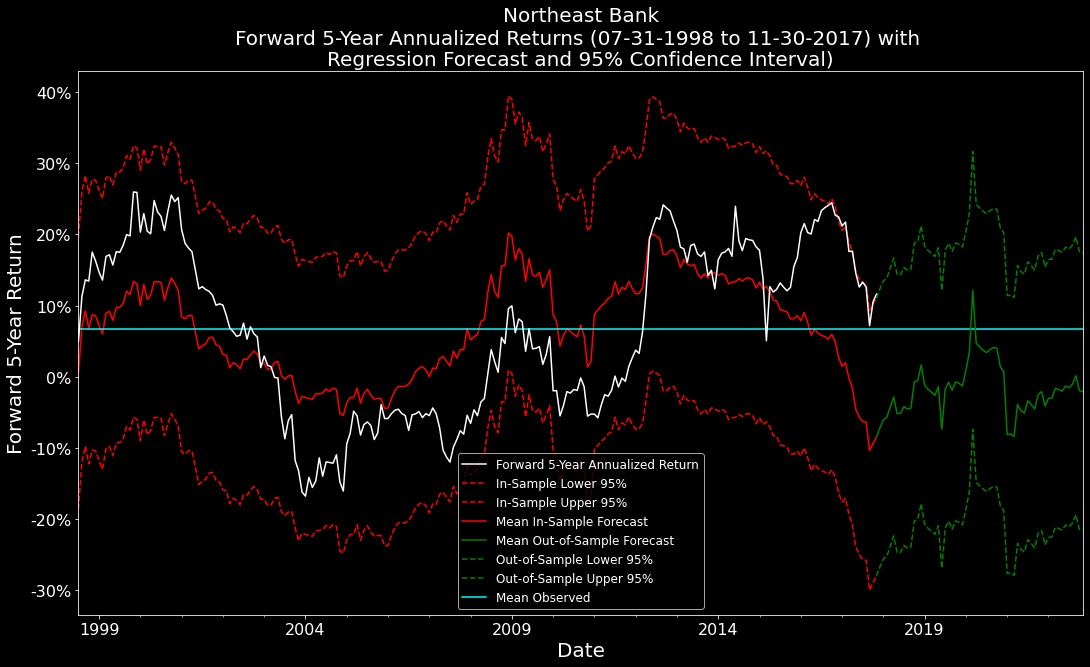 Northeast Bank
Forward 5-Year Annualized Returns (07-31-1998 to 11-30-2017) with
Regression Forecast and 95% Confidence Interval)
Forward 5-Year Return
40%
30%
20%
10%
0%
-10%
-20%
-30%
Forward 5-Year Annualized Return
In-Sample Lower 95%
In-Sample Upper 95%
Mean In-Sample Forecast
Mean Out-of-Sample Forecast
Out-of-Sample Lower 95%
Out-of-Sample Upper 95%
Mean Observed
1999
2004
2009
2014
2019
Date